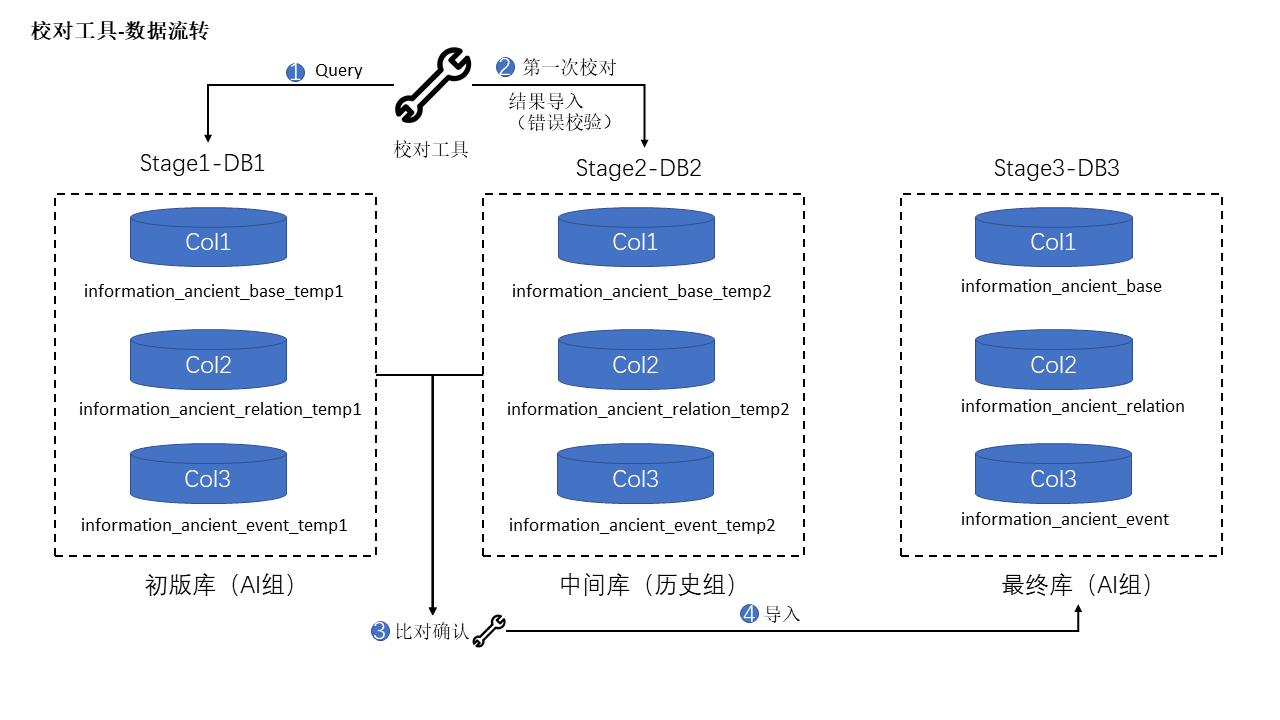 校对工具-数据流转
1 Query
2 第一次校对
结果导入
（错误校验）
校对工具
Stage1-DB1
Stage2-DB2
Stage3-DB3
Col1
Col1
Col1
information_ancient_base_temp1
information_ancient_base_temp2
information_ancient_base
Col2
Col2
Col2
information_ancient_relation_temp1
information_ancient_relation_temp2
information_ancient_relation
Col3
Col3
Col3
information_ancient_event_temp1
information_ancient_event_temp2
information_ancient_event
初版库（AI组）
中间库（历史组）
最终库（AI组）
3 比对确认
4 导入